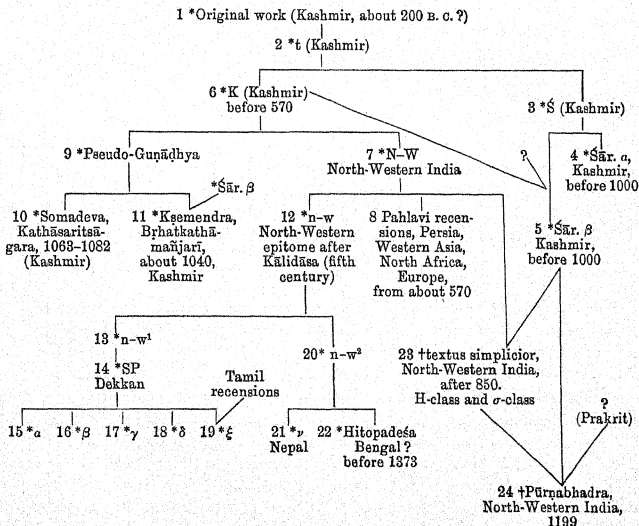 1 *Original work (Kashmir, about 200 B. C. ?)
2 *t (Kashmir)
6 *K (Kashmir)
before 570
3 *Ś (Kashmir)
9 *Pseudo-Guṇāḍhya
7 *N–W
North-Western India
?
4 *Śār. α,
Kashmir,
before 1000
*Śār. β
10 *Somadeva,
Kathāsaritsā-
gara, 1063–1082
(Kashmir)
11 *Kṣemendra,
Bṛhatkathā-
mañjarī,
about 1040,
Kashmir
12 *n–w
North-Western
epitome after
Kālidāsa (fifth
century)
8 Pahlavi recen-
sions, Persia,
Western Asia,
North Africa,
Europe,
from about 570
5 *Śār. β
Kashmir,
before 1000
13 *n–w¹
14 *SP
Dekkan
20* n–w²
23 †textus simplicior,
North-Western India,
after 850.
H-class and σ-class
Tamil
recensions
?
(Prakrit)
15 *α
16 *β
17 *γ
18 *δ
19 *ξ
21 *ν
Nepal
22 *Hitopadeśa
Bengal ?
before 1373
24 †Pūrṇabhadra,
North-Western India,
1199